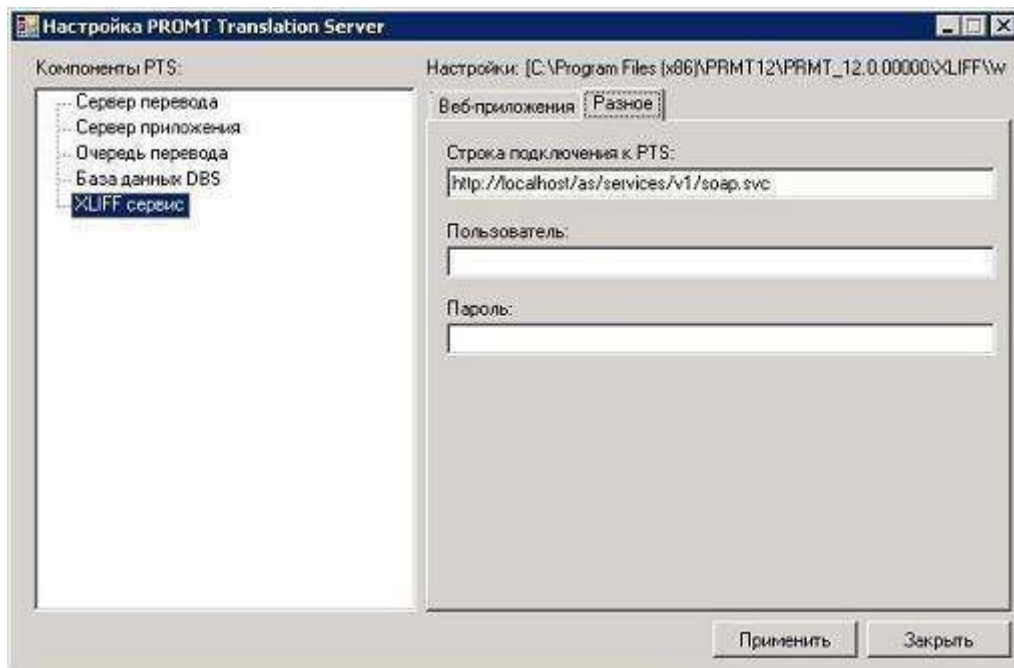 Настройка PROMT Translation Server
Компоненты PTS:
Сервер перевода
Сервер приложения
Очередь перевода
База данных DBS
XLIFF сервис
Настройки: [C:\Program Files (x86)\PRMT12\PRMT_12.0.00000\XLIFF\w
Веб-приложения
Разное
Строка подключения к PTS:
http://localhost/as/services/v1/soap.svc
Пользователь:
Пароль:
Применить
Закрыть